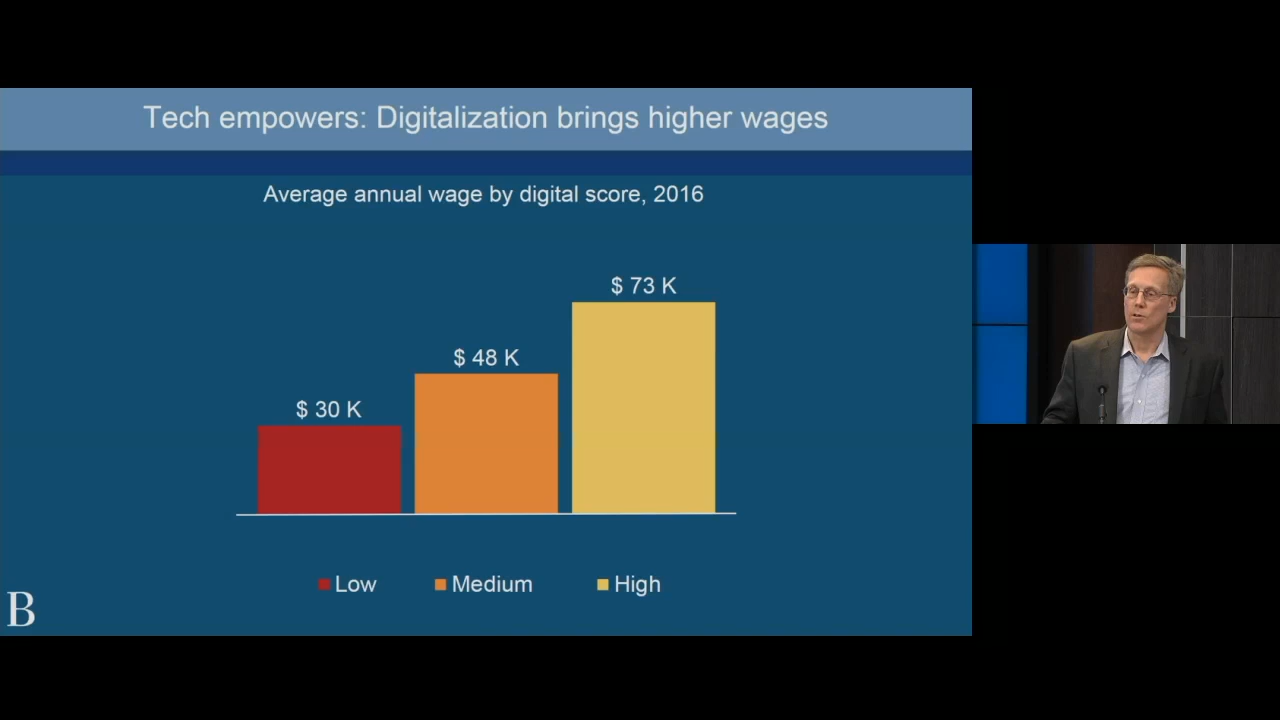 Tech empowers: Digitalization brings higher wages
Average annual wage by digital score, 2016
$ 73 K
$ 48 K
$ 30 K
Low Medium High
B